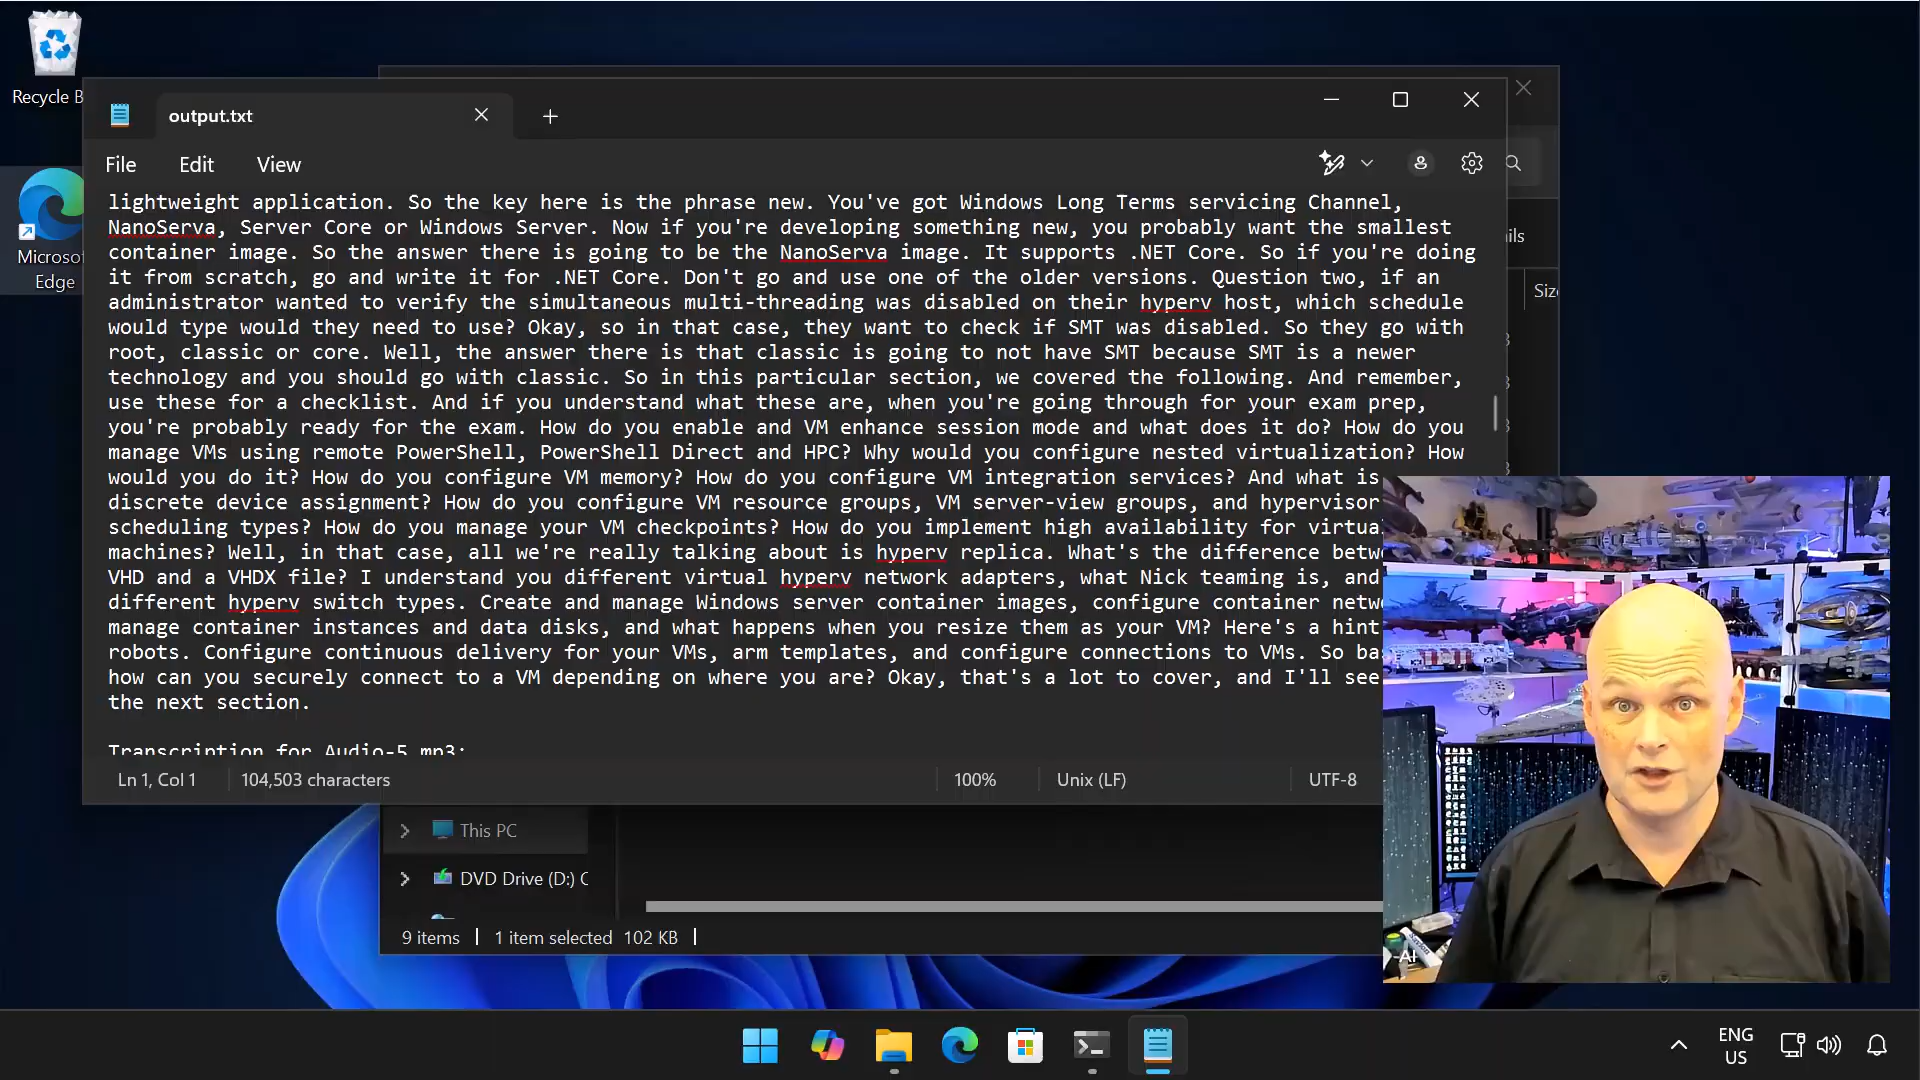 Recycle B
output.txt
File
Edit
View
lightweight application. So the key here is the phrase new. You've got Windows Long Terms servicing Channel,
NanoServa, Server Core or Windows Server. Now if you're developing something new, you probably want the smallest
container image. So the answer there is going to be the NanoServa image. It supports .NET Core. So if you're doing
it from scratch, go and write it for .NET Core. Don't go and use one of the older versions. Question two, if an
administrator wanted to verify the simultaneous multi-threading was disabled on their hyperv host, which schedule
would type would they need to use? Okay, so in that case, they want to check if SMT was disabled. So they go with
root, classic or core. Well, the answer there is that classic is going to not have SMT because SMT is a newer
technology and you should go with classic. So in this particular section, we covered the following. And remember,
use these for a checklist. And if you understand what these are, when you're going through for your exam prep,
you're probably ready for the exam. How do you enable and VM enhance session mode and what does it do? How do you
manage VMs using remote PowerShell, PowerShell Direct and HPC? Why would you configure nested virtualization? How
would you do it? How do you configure VM memory? How do you configure VM integration services? And what is
discrete device assignment? How do you configure VM resource groups, VM server-view groups, and hypervisor
scheduling types? How do you manage your VM checkpoints? How do you implement high availability for virtua
machines? Well, in that case, all we're really talking about is hyperv replica. What's the difference betw
VHD and a VHDX file? I understand you different virtual hyperv network adapters, what Nick teaming is, and
different hyperv switch types. Create and manage Windows server container images, configure container netw
manage container instances and data disks, and what happens when you resize them as your VM? Here's a hint
robots. Configure continuous delivery for your VMs, arm templates, and configure connections to VMs. So ba
how can you securely connect to a VM depending on where you are? Okay, that's a lot to cover, and I'll see
the next section.
Transcription for Audio-5.mp3:
Ln 1, Col 1
104,503 characters
100%
Unix (LF)
UTF-8
Microso
Edge
ils
Siz
This PC
DVD Drive (D:) C
9 items
1 item selected 102 KB
AI
ENG
US